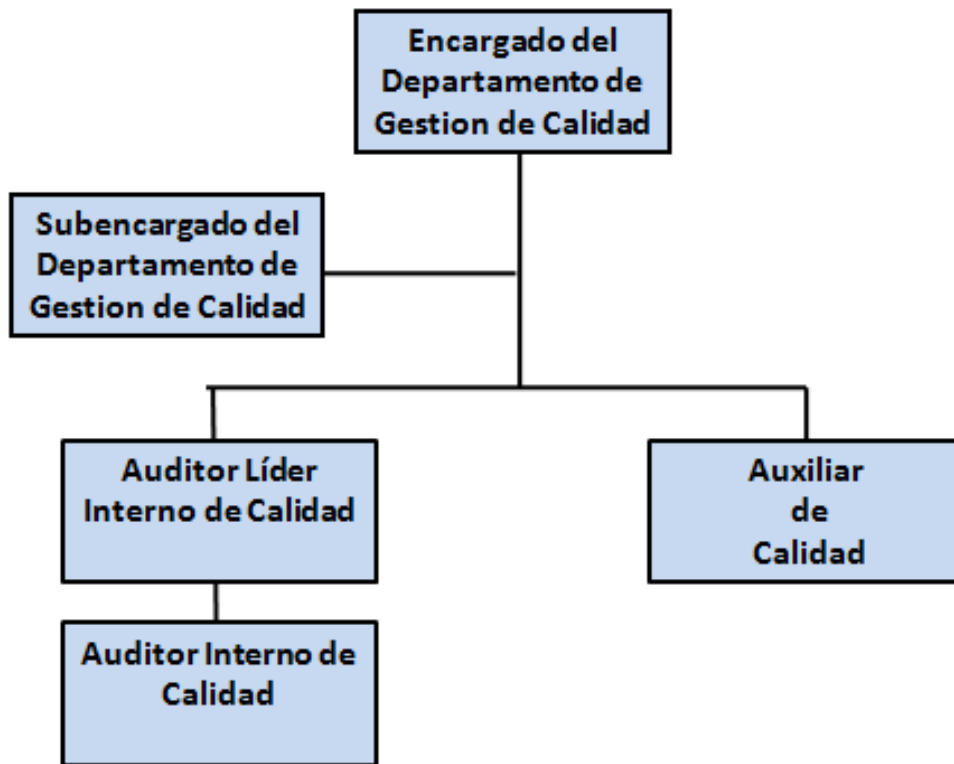 Encargado del
Departamento de
Gestion de Calidad
Subencargado del
Departamento de
Gestion de Calidad
Auditor Líder
Interno de Calidad
Auxiliar
de
Calidad
Auditor Interno de
Calidad